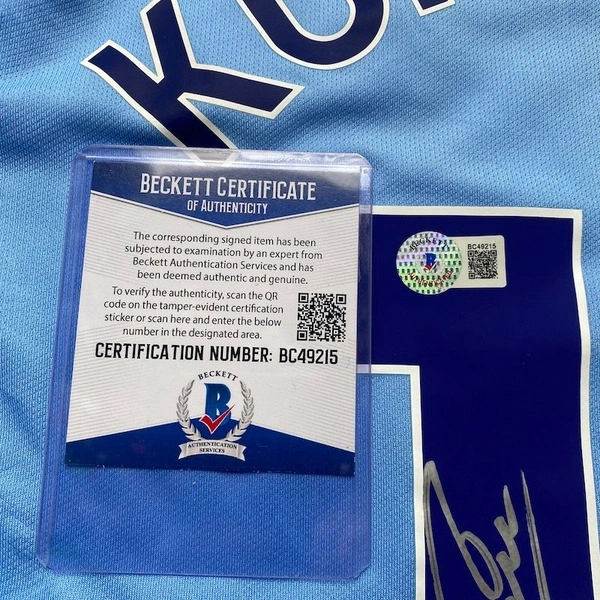 KO
BECKETT CERTIFICATE
OF AUTHENTICITY
The corresponding signed item has been
subjected to examination by an expert from
Beckett Authentication Services and has
been deemed authentic and genuine.
To verify the authenticity, scan the QR
code on the tamper-evident certification
sticker or scan here and enter the below
number in the designated area.
CERTIFICATION NUMBER: BC49215
BECKETT
B
AUTHENTICATION
SERVICES
BECKETT
B
BC49215